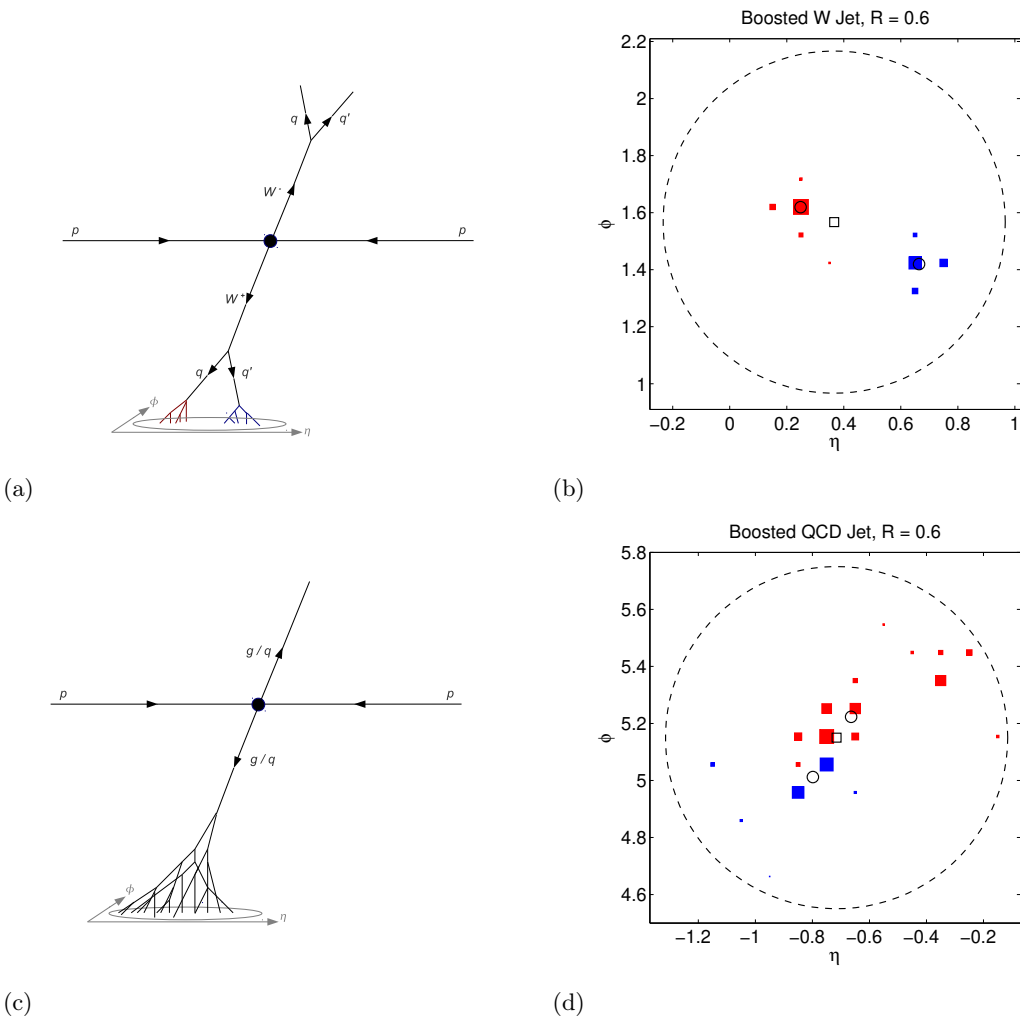 q
q'
W -
p
p
W +
q
q'
φ
η
(a)
Boosted W Jet, R = 0.6
2.2
2
1.8
1.6
1.4
1.2
1
φ
−0.2 0 0.2 0.4 0.6 0.8 1
η
(b)
g / q
p
p
g / q
φ
η
(c)
Boosted QCD Jet, R = 0.6
5.8
5.6
5.4
5.2
5
4.8
4.6
φ
−1.2 −1 −0.8 −0.6 −0.4 −0.2
η
(d)